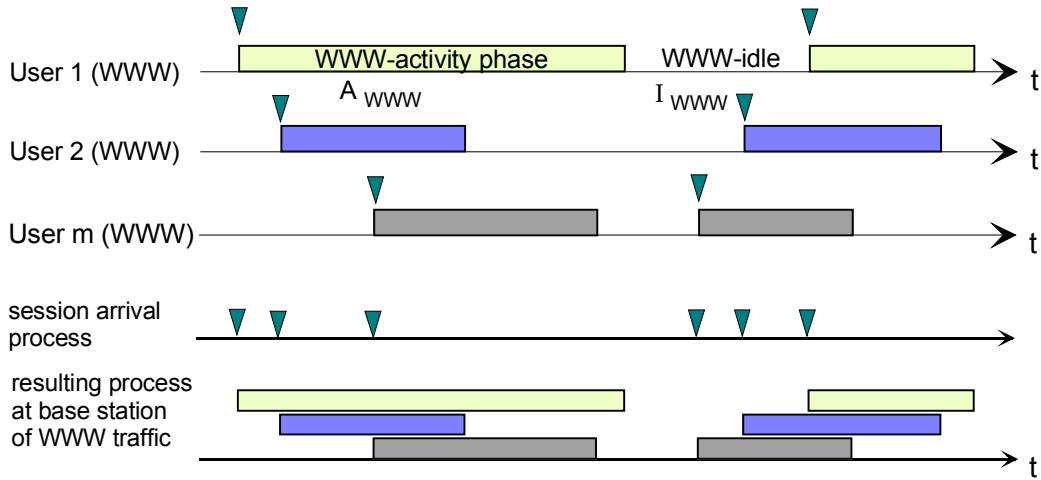 User 1 (WWW)
WWW-activity phase
WWW-idle
t
A WWW
I WWW
User 2 (WWW)
t
User m (WWW)
t
session arrival
process
resulting process
at base station
of WWW traffic
t